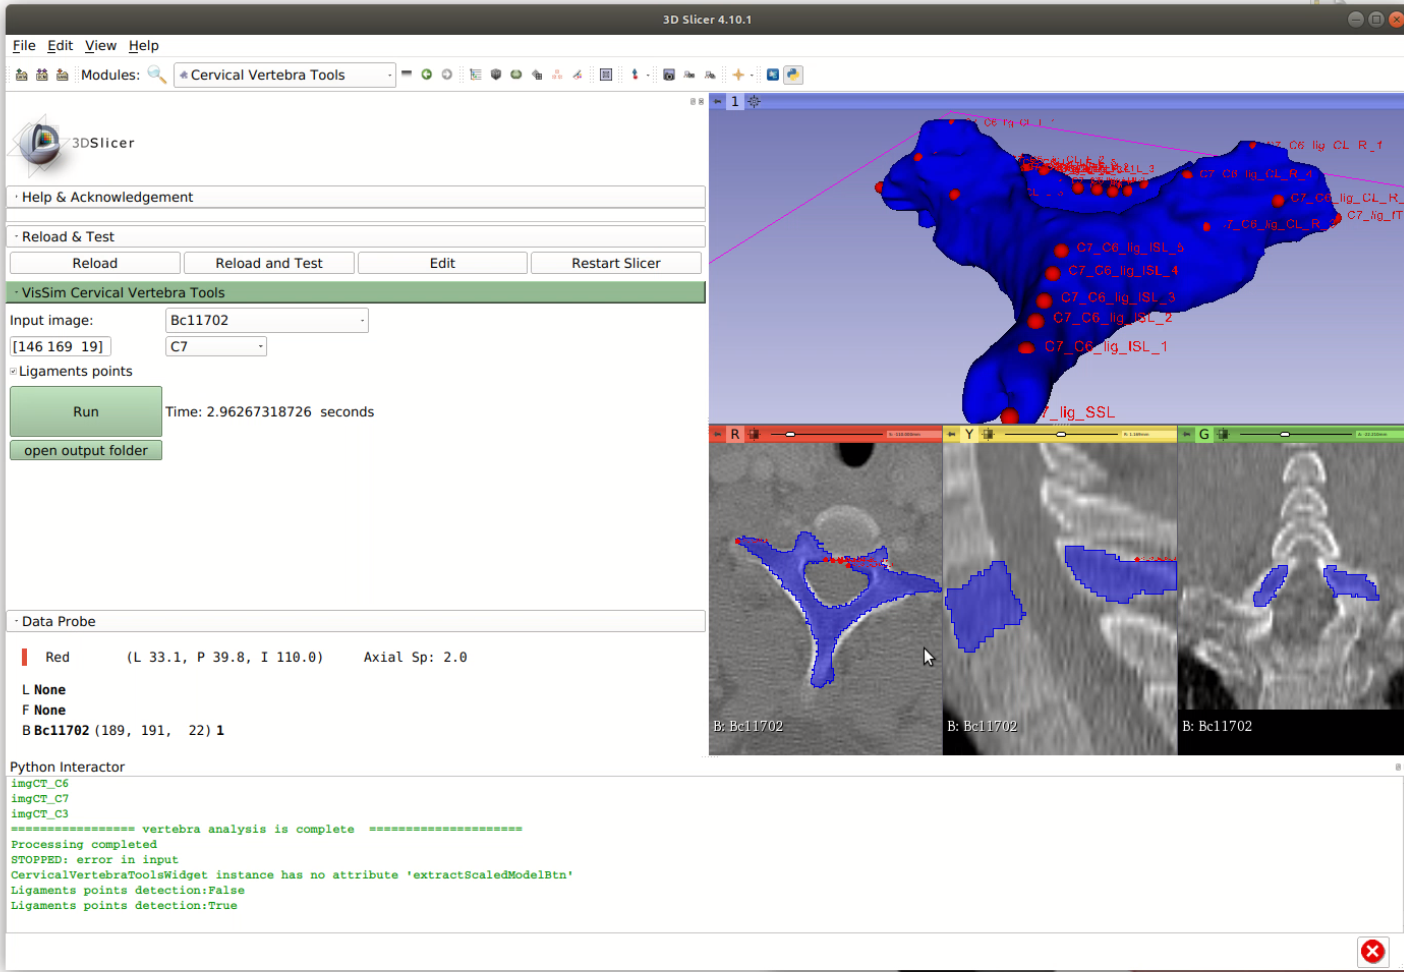 3D Slicer 4.10.1
File Edit View Help
Modules: Cervical Vertebra Tools
3DSlicer
Help & Acknowledgement
Reload & Test
Reload Reload and Test Edit Restart Slicer
VisSim Cervical Vertebra Tools
Input image: Bc11702
[146 169 19] C7
Ligaments points
Run Time: 2.96267318726 seconds
open output folder
Data Probe
Red (L 33.1, P 39.8, I 110.0) Axial Sp: 2.0
L None
F None
B Bc11702 (189, 191, 22) 1
1
C7_C6_lig_CL_R_4
C7_C6_lig_CL_R_
C7_lig_fT
C7_C6_lig_ISL_5
C7_C6_lig_ISL_4
C7_C6_lig_ISL_3
C7_C6_lig_ISL_2
C7_C6_lig_ISL_1
7_lig_SSL
R
Y
G
B: Bc11702
B: Bc11702
B: Bc11702
Python Interactor
imgCT_C6
imgCT_C7
imgCT_C3
================= vertebra analysis is complete =====================
Processing completed
STOPPED: error in input
CervicalVertebraToolsWidget instance has no attribute 'extractScaledModelBtn'
Ligaments points detection:False
Ligaments points detection:True